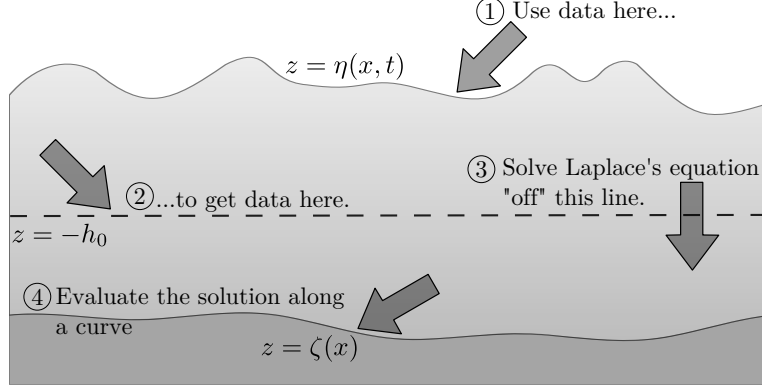 ① Use data here...
z = η(x, t)
②...to get data here.
③ Solve Laplace's equation
"off" this line.
z = −h₀
④ Evaluate the solution along
a curve
z = ζ(x)